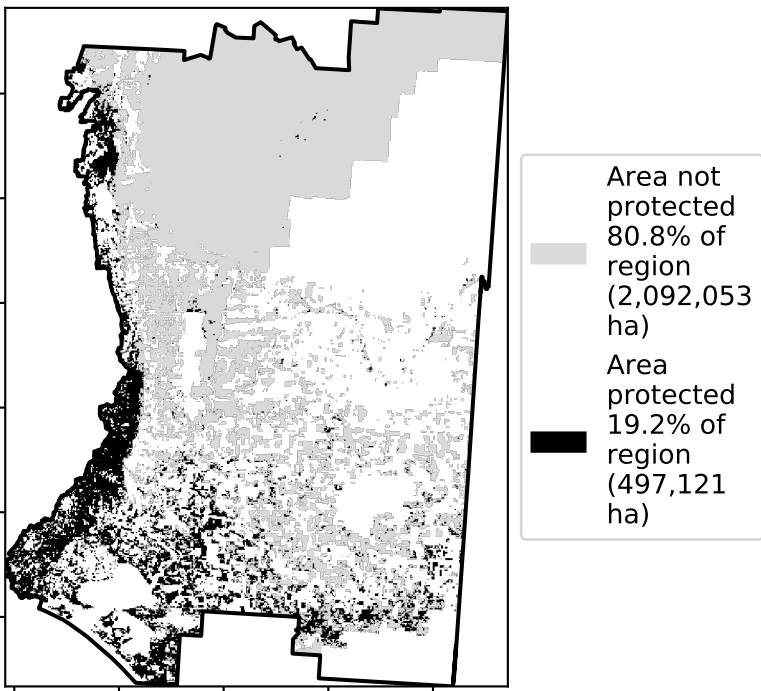 Area not
protected
80.8% of
region
(2,092,053
ha)
Area
protected
19.2% of
region
(497,121
ha)